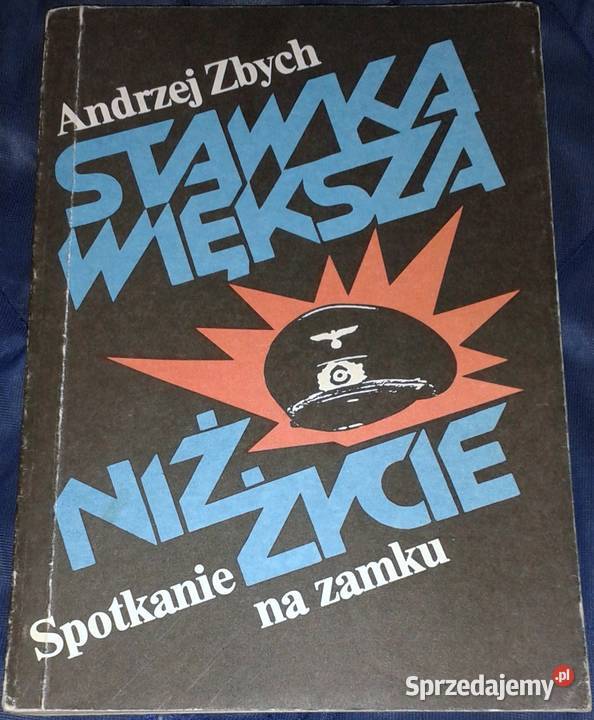 Andrzej Zbych
STAWKA
WIĘKSZA
NIŻ ŻYCIE
Spotkanie
na zamku
Sprzedajemy.pl